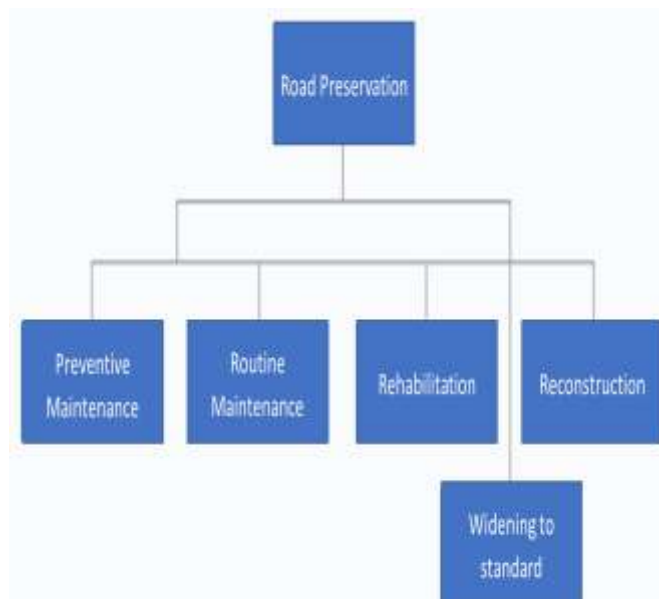 Road Preservation
Preventive
Maintenance
Routine
Maintenance
Rehabilitation
Reconstruction
Widening to
standard